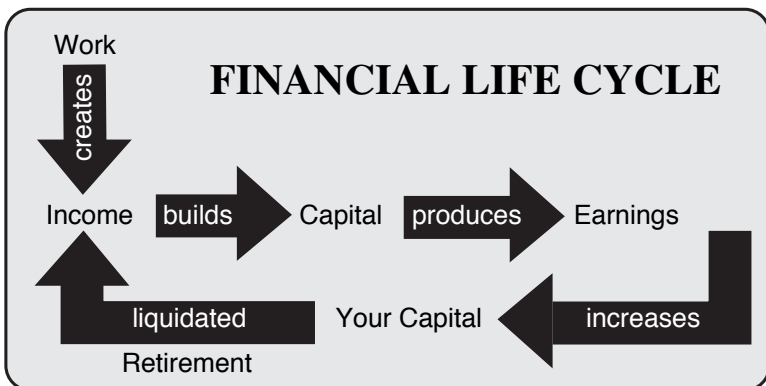 Work
FINANCIAL LIFE CYCLE
creates
Income builds Capital produces Earnings
liquidated Your Capital increases
Retirement